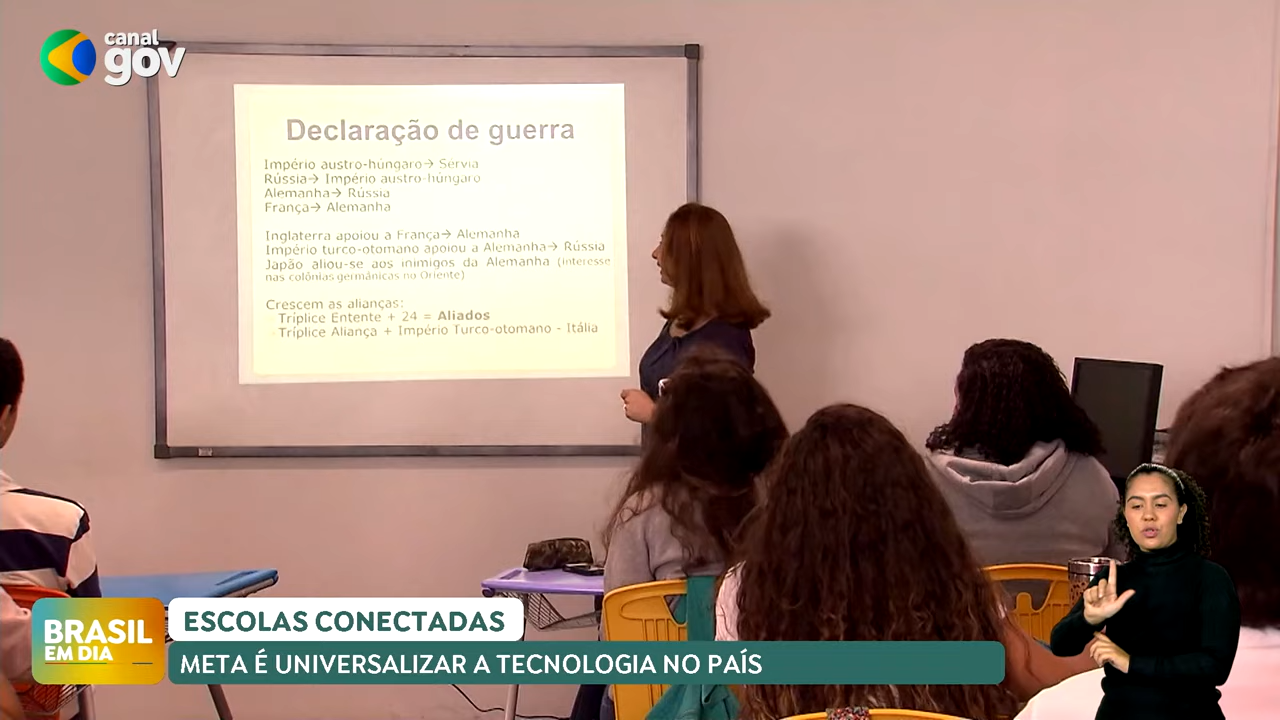 canal
gov
Declaração de guerra
Império austro-húngaro→ Sérvia
Rússia→ Império austro-húngaro
Alemanha→ Rússia
França→ Alemanha
Inglaterra apoiou a França→ Alemanha
Império turco-otomano apoiou a Alemanha→ Rússia
Japão aliou-se aos inimigos da Alemanha (interesse
nas colônias germânicas no Oriente)
Crescem as alianças:
Tríplice Entente + 24 = Aliados
Tríplice Aliança + Império Turco-otomano - Itália
BRASIL
EM DIA
ESCOLAS CONECTADAS
META É UNIVERSALIZAR A TECNOLOGIA NO PAÍS